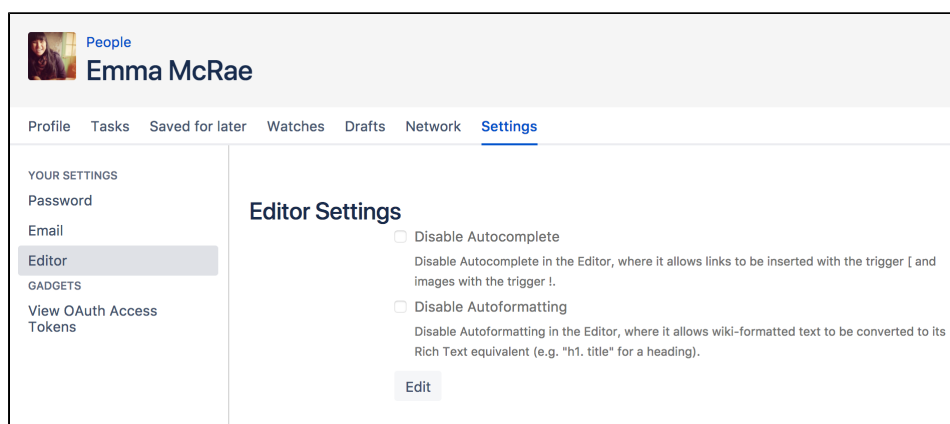 People
Emma McRae
Profile Tasks Saved for later Watches Drafts Network Settings
YOUR SETTINGS
Password
Email
Editor
GADGETS
View OAuth Access
Tokens
Editor Settings
Disable Autocomplete
Disable Autocomplete in the Editor, where it allows links to be inserted with the trigger [ and
images with the trigger !.
Disable Autoformatting
Disable Autoformatting in the Editor, where it allows wiki-formatted text to be converted to its
Rich Text equivalent (e.g. "h1. title" for a heading).
Edit